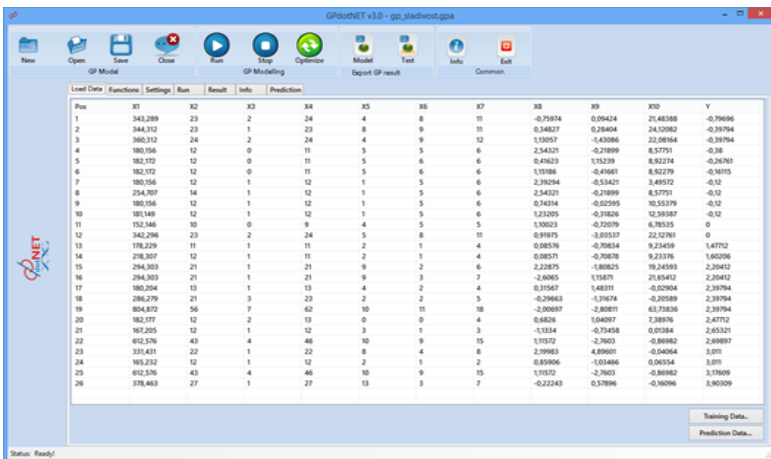 GPdotNET v3.0 - gp_sladivost.gpa
New Open Save Close Run Stop Optimize Model Test Info Exit
GP Model GP Modelling Export GP result Common
Load Data Functions Settings Run Result Info Prediction
Pos X1 X2 X3 X4 X5 X6 X7 X8 X9 X10 Y
1 343,289 23 2 24 4 8 11 -0,75974 0,09424 21,48388 -0,79696
2 344,312 23 1 23 8 9 11 0,34827 0,28404 24,12082 -0,39794
3 360,312 24 2 24 4 9 12 1,13057 -1,43086 22,08164 -0,39794
4 180,156 12 0 11 5 5 6 2,54321 -0,21899 8,57751 -0,38
5 182,172 12 0 11 5 6 6 0,41623 1,15239 8,92274 -0,26761
6 182,172 12 0 11 5 6 6 1,15186 -0,41661 8,92279 -0,16115
7 180,156 12 1 12 1 5 6 2,39294 -0,53421 3,49572 -0,12
8 254,707 14 1 12 1 5 6 2,54321 -0,21899 8,57751 -0,12
9 180,156 12 1 12 1 5 6 0,74314 -0,02595 10,55379 -0,12
10 181,149 12 1 12 1 5 6 1,23205 -0,31826 12,59387 -0,12
11 152,146 10 0 9 4 5 5 1,10023 -0,72079 6,78535 0
12 342,296 23 2 24 5 8 11 0,91975 -3,03537 22,12761 0
13 178,229 11 1 11 2 1 4 0,08576 -0,70834 9,23459 1,47712
14 218,307 12 1 11 2 1 4 0,08571 -0,70878 9,23376 1,60206
15 294,303 21 1 21 9 2 6 2,22875 -1,80825 19,24593 2,20412
16 294,303 21 1 21 9 3 7 -2,6065 1,15871 21,65412 2,20412
17 180,204 13 1 13 4 2 4 0,31567 1,48311 -0,02904 2,39794
18 286,279 21 3 23 2 2 5 -0,29663 -1,31674 -0,20589 2,39794
19 804,872 56 7 62 10 11 18 -2,00697 -2,80811 63,73836 2,39794
20 182,177 12 2 13 0 0 4 0,6826 1,04097 7,38976 2,47712
21 167,205 12 1 12 3 1 3 -1,1334 -0,73458 0,01384 2,65321
22 612,576 43 4 46 10 9 15 1,11572 -2,7603 -0,86982 2,69897
23 331,431 22 1 22 8 4 8 2,19983 4,89601 -0,04064 3,011
24 165,232 12 1 12 2 1 2 0,85906 -1,03466 0,06554 3,011
25 612,576 43 4 46 10 9 15 1,11572 -2,7603 -0,86982 3,17609
26 378,463 27 1 27 13 3 7 -0,22243 0,57896 -0,16096 3,90309
GPdotNET
Training Data..
Prediction Data...
Status: Ready!